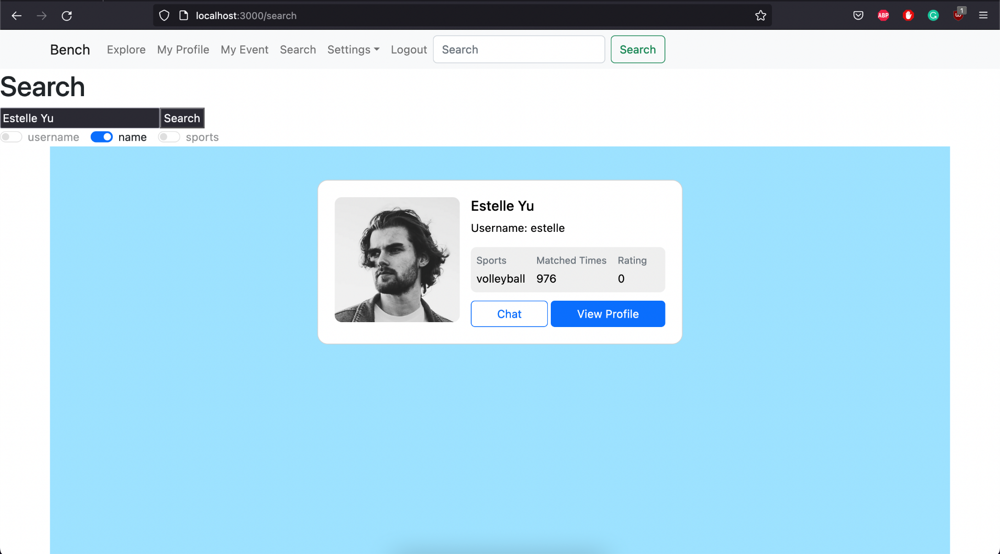 localhost:3000/search
ABP
1
Bench Explore My Profile My Event Search Settings Logout Search Search
Search
Estelle Yu Search
username name sports
Estelle Yu
Username: estelle
Sports Matched Times Rating
volleyball 976 0
Chat View Profile